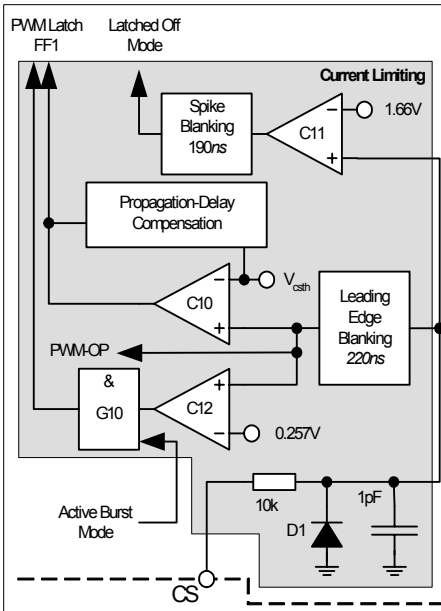 PWM Latch
FF1
Latched Off
Mode
Current Limiting
Spike
Blanking
190ns
C11
1.66V
Propagation-Delay
Compensation
C10
Vcsth
Leading
Edge
Blanking
220ns
PWM-OP
&
G10
C12
0.257V
Active Burst
Mode
10k
D1
1pF
CS